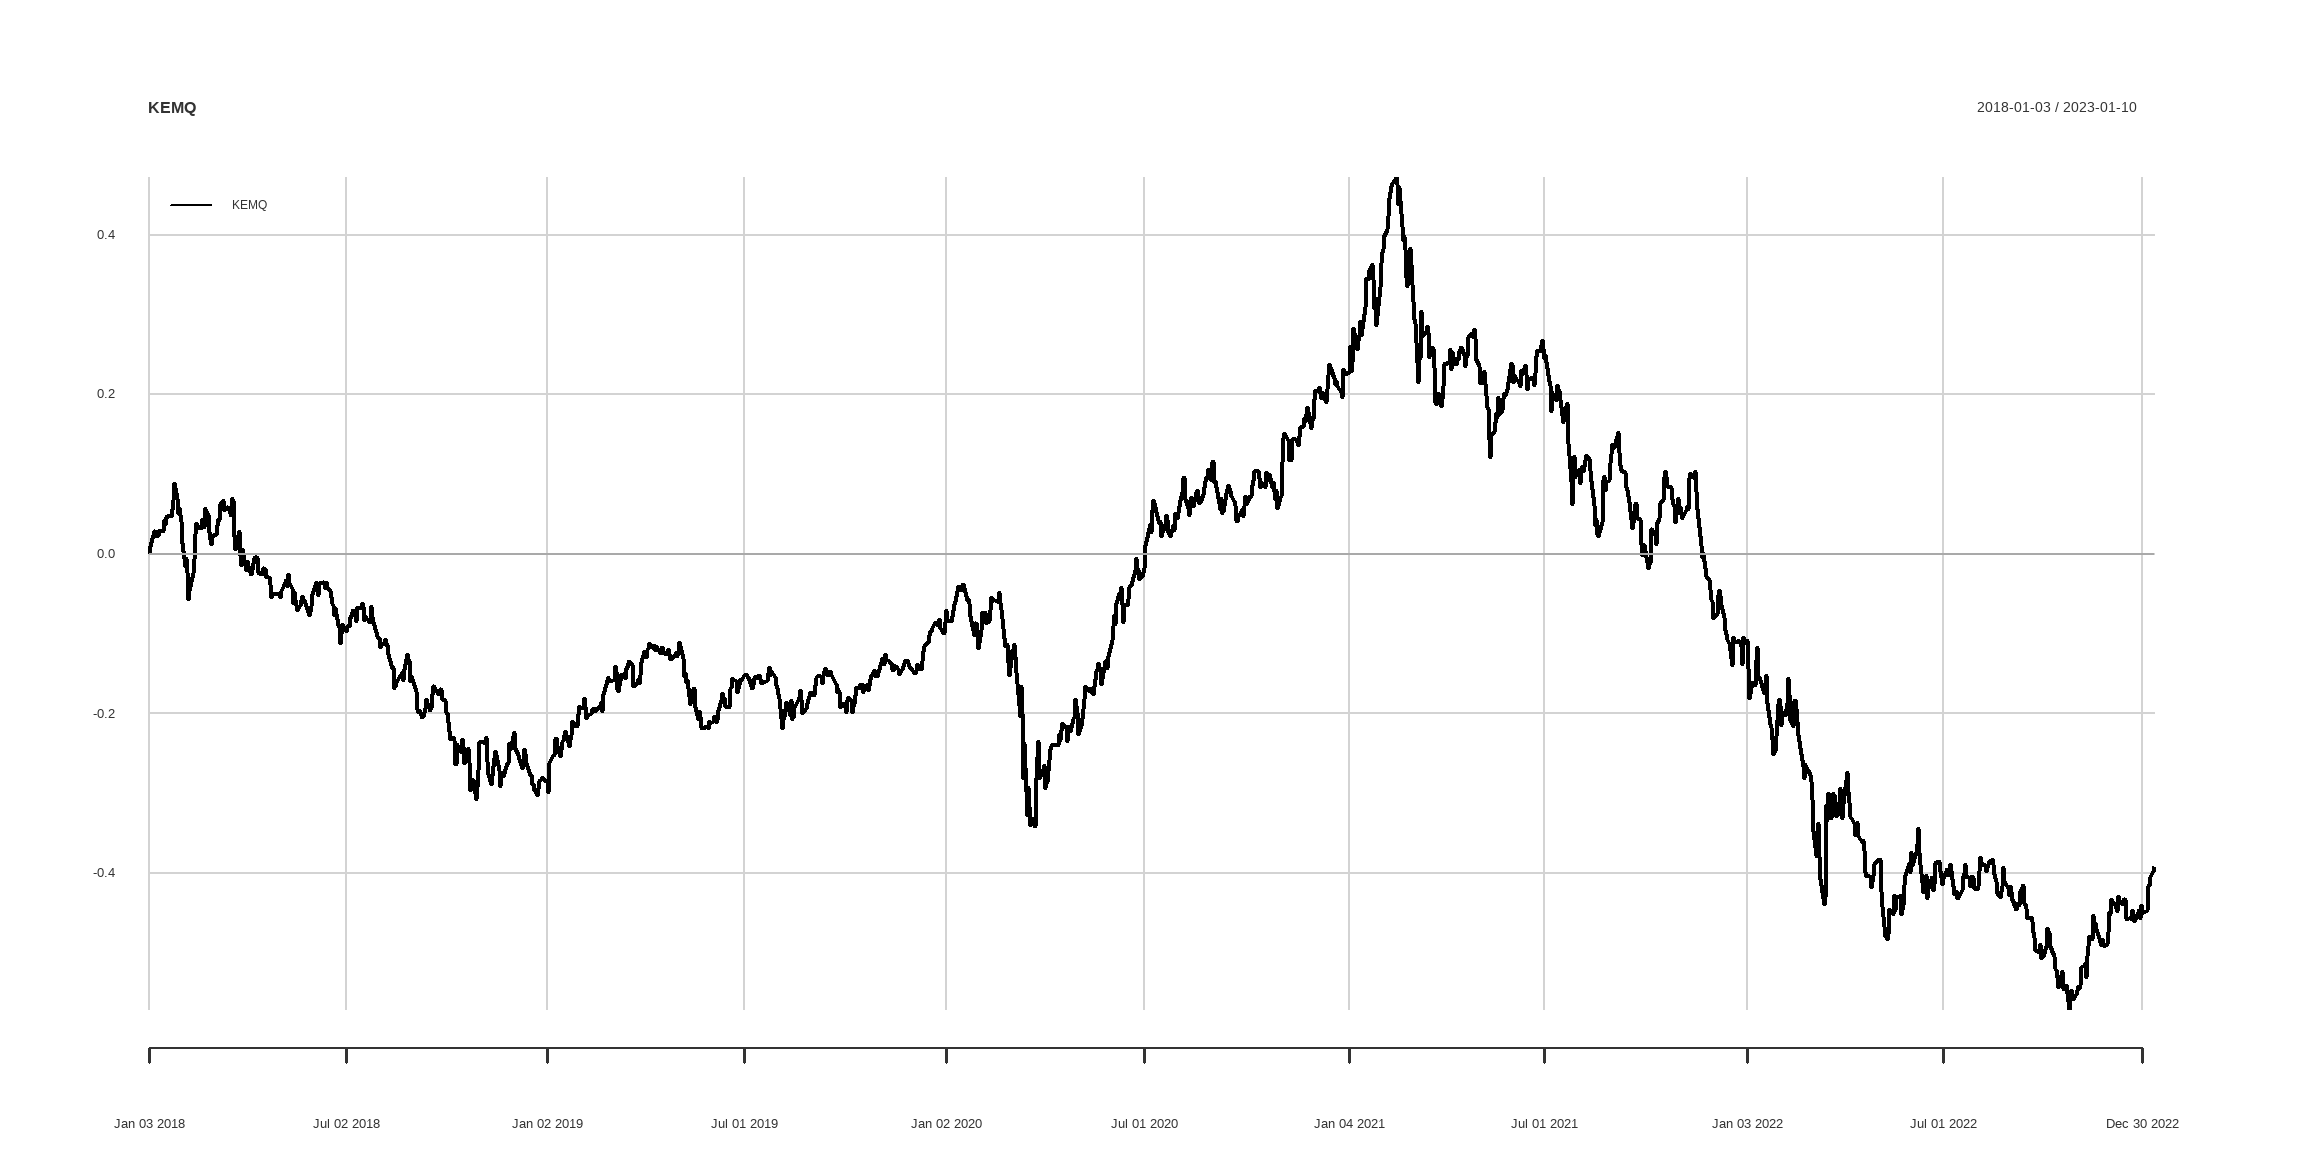 KEMQ
2018-01-03 / 2023-01-10
KEMQ
0.4
0.2
0.0
-0.2
-0.4
Jan 03 2018
Jul 02 2018
Jan 02 2019
Jul 01 2019
Jan 02 2020
Jul 01 2020
Jan 04 2021
Jul 01 2021
Jan 03 2022
Jul 01 2022
Dec 30 2022